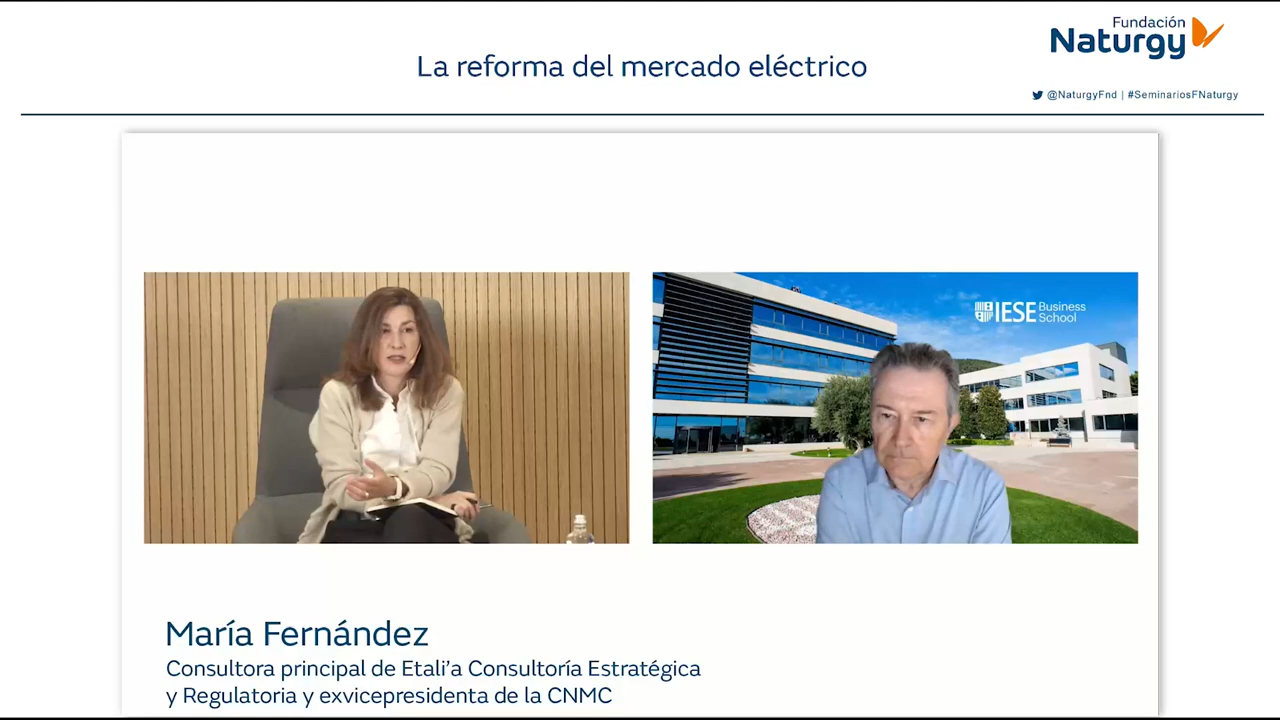 Fundación
Naturgy
La reforma del mercado eléctrico
@NaturgyFnd | #SeminariosFNaturgy
IESE Business
School
María Fernández
Consultora principal de Etali’a Consultoría Estratégica
y Regulatoria y exvicepresidenta de la CNMC